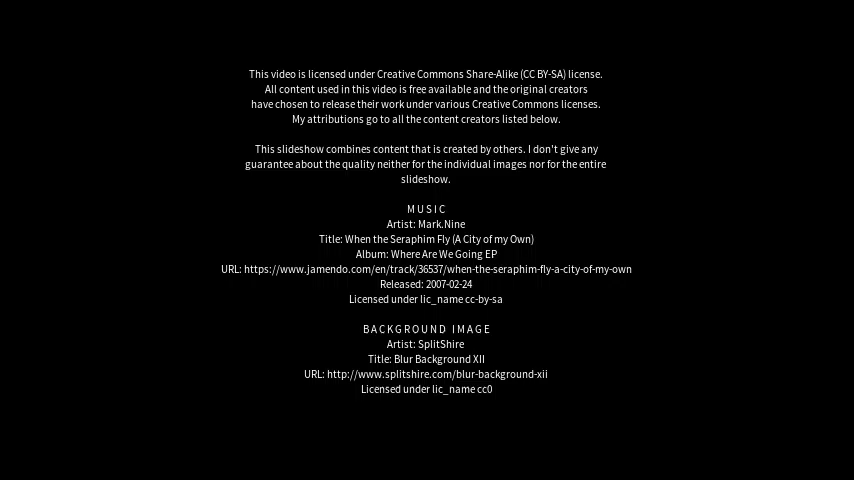 This video is licensed under Creative Commons Share-Alike (CC BY-SA) license.
All content used in this video is free available and the original creators
have chosen to release their work under various Creative Commons licenses.
My attributions go to all the content creators listed below.
This slideshow combines content that is created by others. I don't give any
guarantee about the quality neither for the individual images nor for the entire
slideshow.
MUSIC
Artist: Mark.Nine
Title: When the Seraphim Fly (A City of my Own)
Album: Where Are We Going EP
URL: https://www.jamendo.com/en/track/36537/when-the-seraphim-fly-a-city-of-my-own
Released: 2007-02-24
Licensed under lic_name cc-by-sa
BACKGROUND IMAGE
Artist: SplitShire
Title: Blur Background XII
URL: http://www.splitshire.com/blur-background-xii
Licensed under lic_name cc0